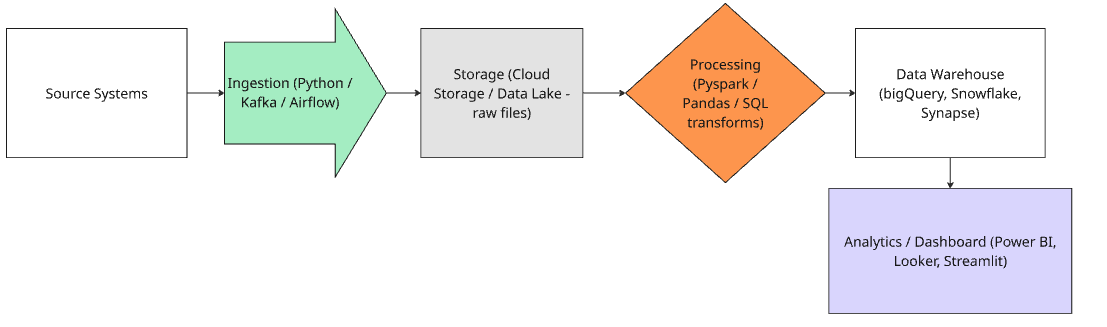 Source Systems
Ingestion (Python /
Kafka / Airflow)
Storage (Cloud
Storage / Data Lake -
raw files)
Processing
(Pyspark /
Pandas / SQL
transforms)
Data Warehouse
(bigQuery, Snowflake,
Synapse)
Analytics / Dashboard (Power BI,
Looker, Streamlit)